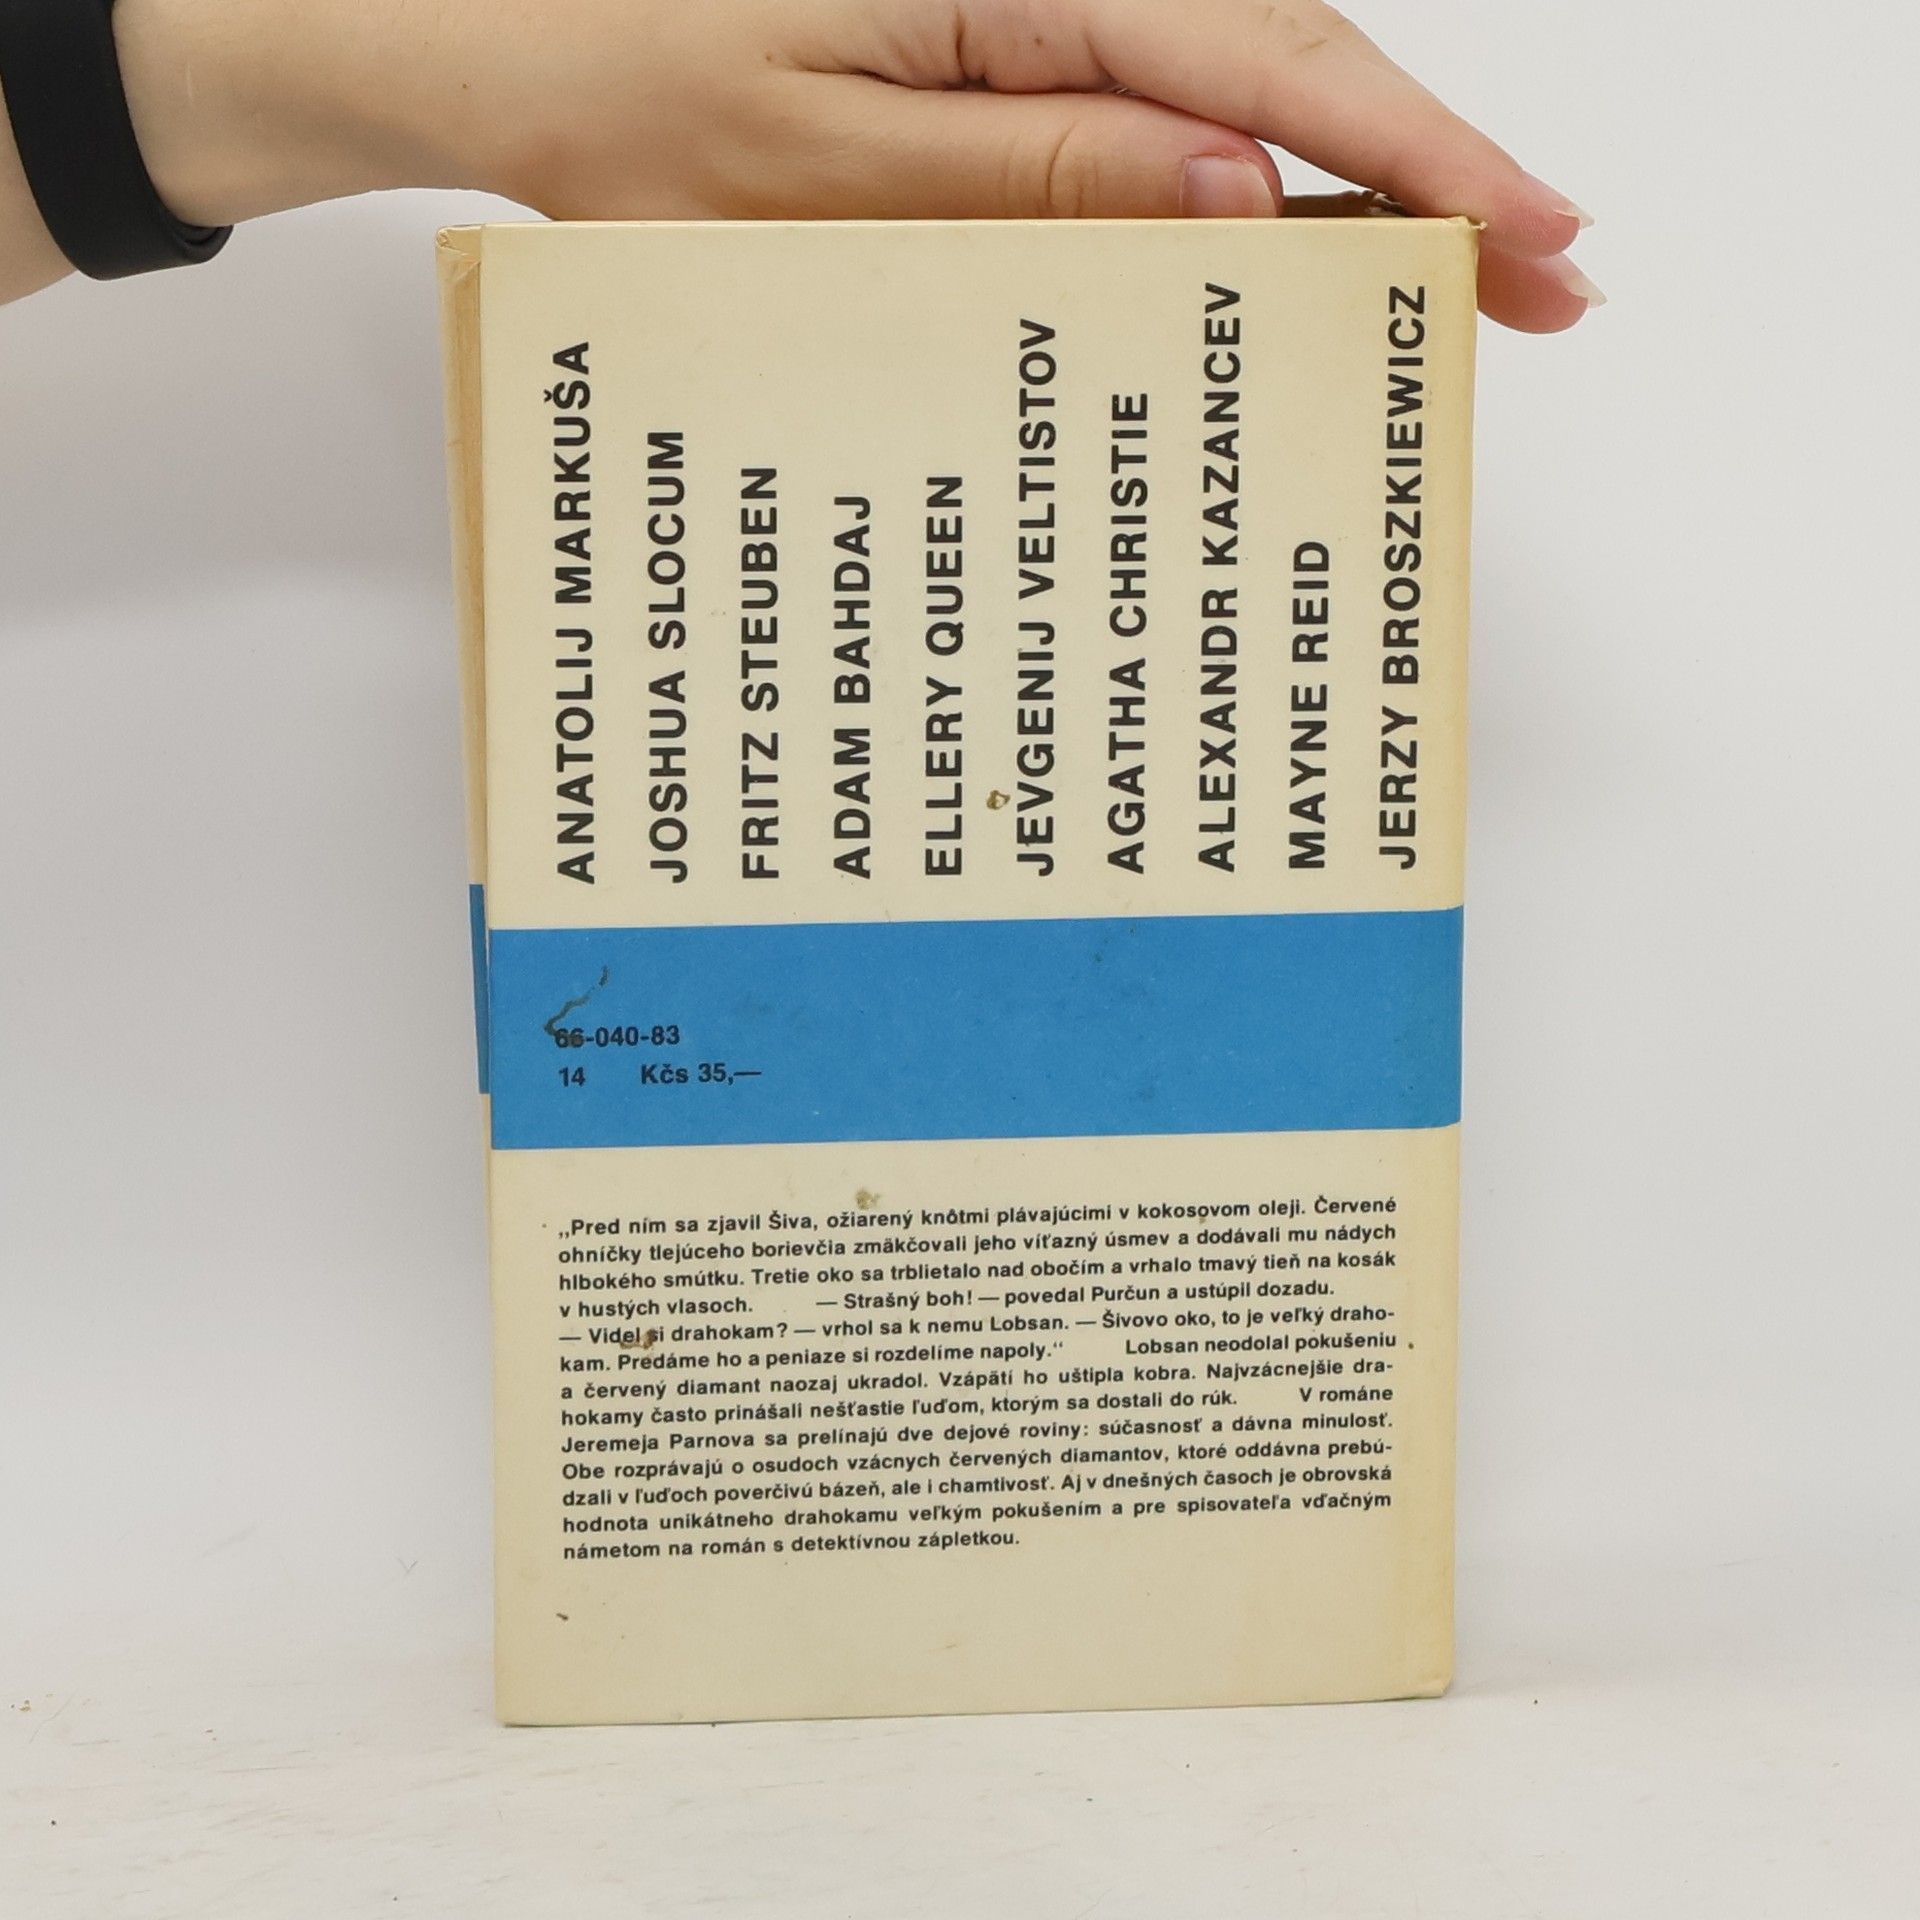 ANATOLIJ MARKUŠA
JOSHUA SLOCUM
FRITZ STEUBEN
ADAM BAHDAJ
ELLERY QUEEN
JEVGENIJ VELTISTOV
AGATHA CHRISTIE
ALEXANDR KAZANCEV
MAYNE REID
JERZY BROSZKIEWICZ
66-040-83
14 Kčs 35,—
„Pred ním sa zjavil Šiva, ožiarený knôtmi plávajúcimi v kokosovom oleji. Červené
ohníčky tlejúceho borievčia zmäkčovali jeho víťazný úsmev a dodávali mu nádych
hlbokého smútku. Tretie oko sa trblietalo nad obočím a vrhalo tmavý tieň na kosák
v hustých vlasoch. — Strašný boh! — povedal Purčun a ustúpil dozadu.
— Videl si drahokam? — vrhol sa k nemu Lobsan. — Šivovo oko, to je veľký draho-
kam. Predáme ho a peniaze si rozdelíme napoly.“ Lobsan neodolal pokušeniu
a červený diamant naozaj ukradol. Vzápätí ho uštipla kobra. Najvzácnejšie dra-
hokamy často prinášali nešťastie ľuďom, ktorým sa dostali do rúk. V románe
Jeremeja Parnova sa prelínajú dve dejové roviny: súčasnosť a dávna minulosť.
Obe rozprávajú o osudoch vzácnych červených diamantov, ktoré oddávna prebú-
dzali v ľuďoch poverčivú bázeň, ale i chamtivosť. Aj v dnešných časoch je obrovská
hodnota unikátneho drahokamu veľkým pokušením a pre spisovateľa vďačným
námetom na román s detektívnou zápletkou.